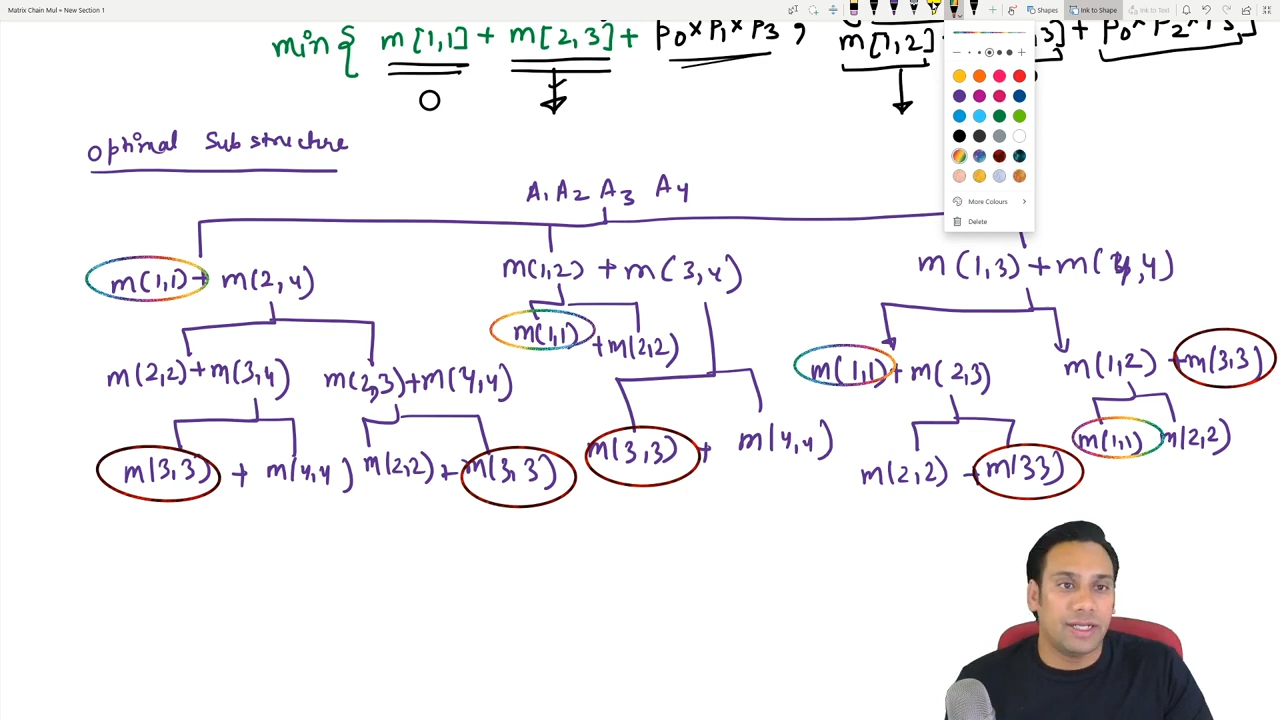 Matrix Chain Mul » New Section 1
Shapes
Ink to Shape
Ink to Text
min{ m[1,1] + m[2,3] + p0 × p1 × p3 , m[1,2] 3] + p0 × p2 × p3 }
0
More Colours
Delete
optimal Substructure
A1 A2 A3 A4
m(1,1) + m(2,4)
m(1,2) + m(3,4)
m(1,3) + m(4,4)
m(1,1) + m(2,2)
m(2,2) + m(3,4)
m(2,3) + m(4,4)
m(1,1) + m(2,3)
m(1,2) + m(3,3)
m(3,3) + m(4,4)
m(2,2) + m(3,3)
m(3,3) + m(4,4)
m(2,2) + m(33)
m(1,1) m(2,2)